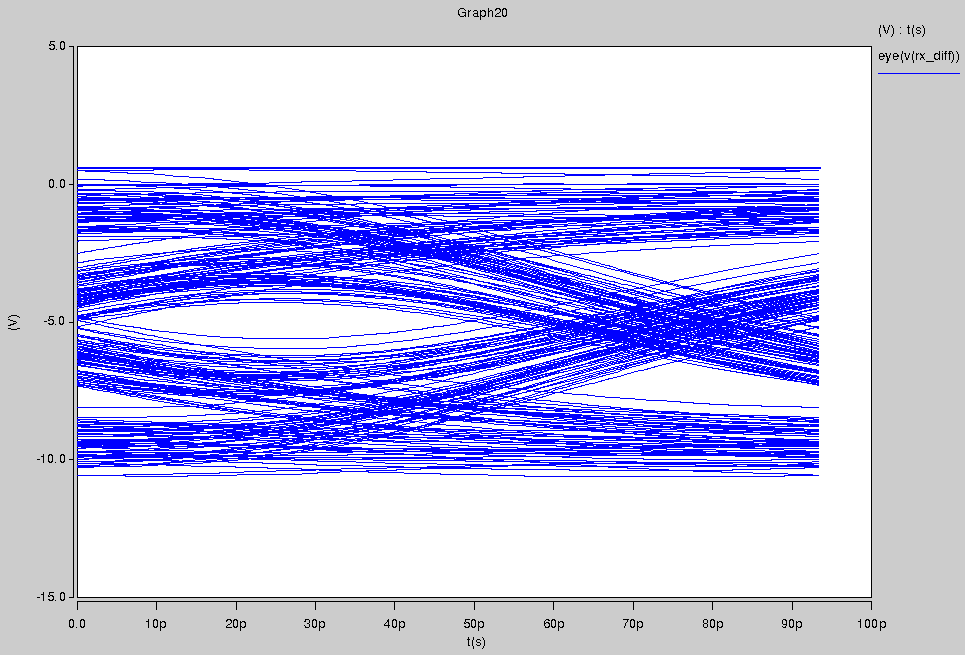 Graph20
(V) : t(s)
eye(v(rx_diff))
5.0
0.0
-5.0
-10.0
-15.0
(V)
0.0 10p 20p 30p 40p 50p 60p 70p 80p 90p 100p
t(s)